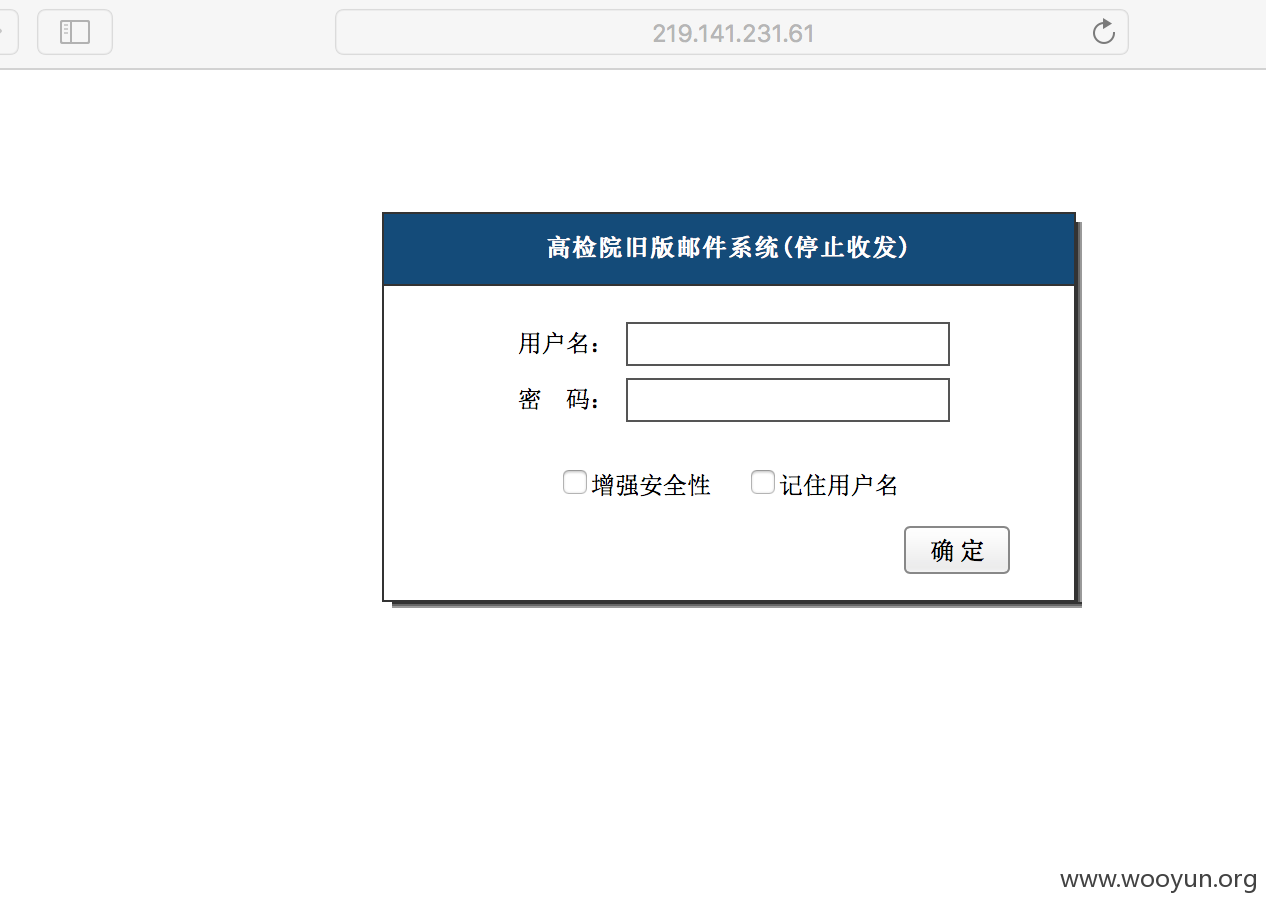 219.141.231.61
高检院旧版邮件系统(停止收发)
用户名：
密　码：
增强安全性 记住用户名
确 定
www.wooyun.org